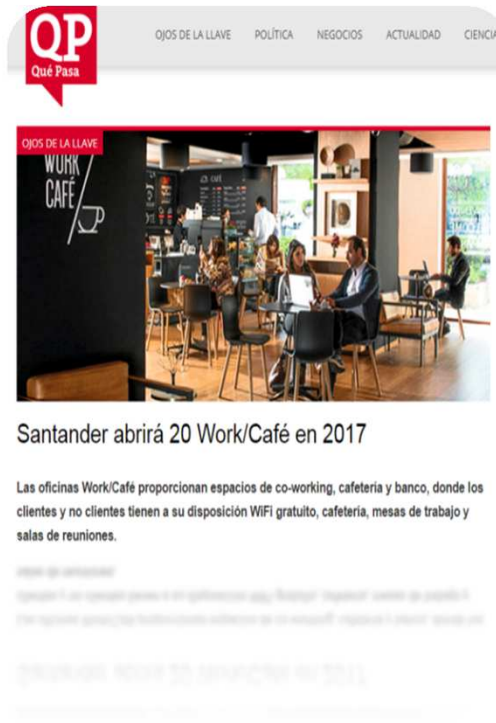 QP
Qué Pasa
OJOS DE LA LLAVE
POLÍTICA
NEGOCIOS
ACTUALIDAD
CIENCIA
OJOS DE LA LLAVE
WORK
CAFÉ
Santander abrirá 20 Work/Café en 2017
Las oficinas Work/Café proporcionan espacios de co-working, cafetería y banco, donde los
clientes y no clientes tienen a su disposición WiFi gratuito, cafetería, mesas de trabajo y
salas de reuniones.